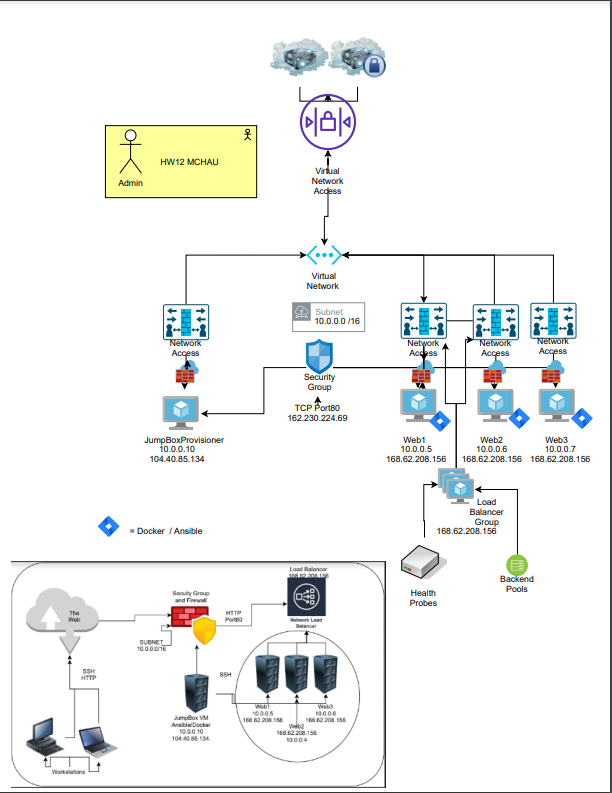 HW12 MCHAU
Admin
Virtual
Network
Access
Virtual
Network
Subnet
10.0.0.0 /16
Network
Access
Network
Access
Network
Access
Network
Access
Security
Group
TCP Port80
162.230.224.69
JumpBoxProvisioner
10.0.0.10
104.40.85.134
Web1
10.0.0.5
168.62.208.156
Web2
10.0.0.6
168.62.208.156
Web3
10.0.0.7
168.62.208.156
Load
Balancer
Group
168.62.208.156
= Docker / Ansible
Health
Probes
Backend
Pools
The
Web
Secuity Group
and Firewall
HTTP
Port80
Load Balancer
168.62.208.156
Network Load
Balancer
SUBNET
10.0.0.0/16
SSH
HTTP
SSH
JumpBox VM
Ansible/Docker
10.0.0.10
104.40.85.134.
Web1
10.0.0.5
168.62.208.156
Web3
10.0.0.6
168.62.208.156
Web2
168.62.208.156
10.0.0.4
Workstations